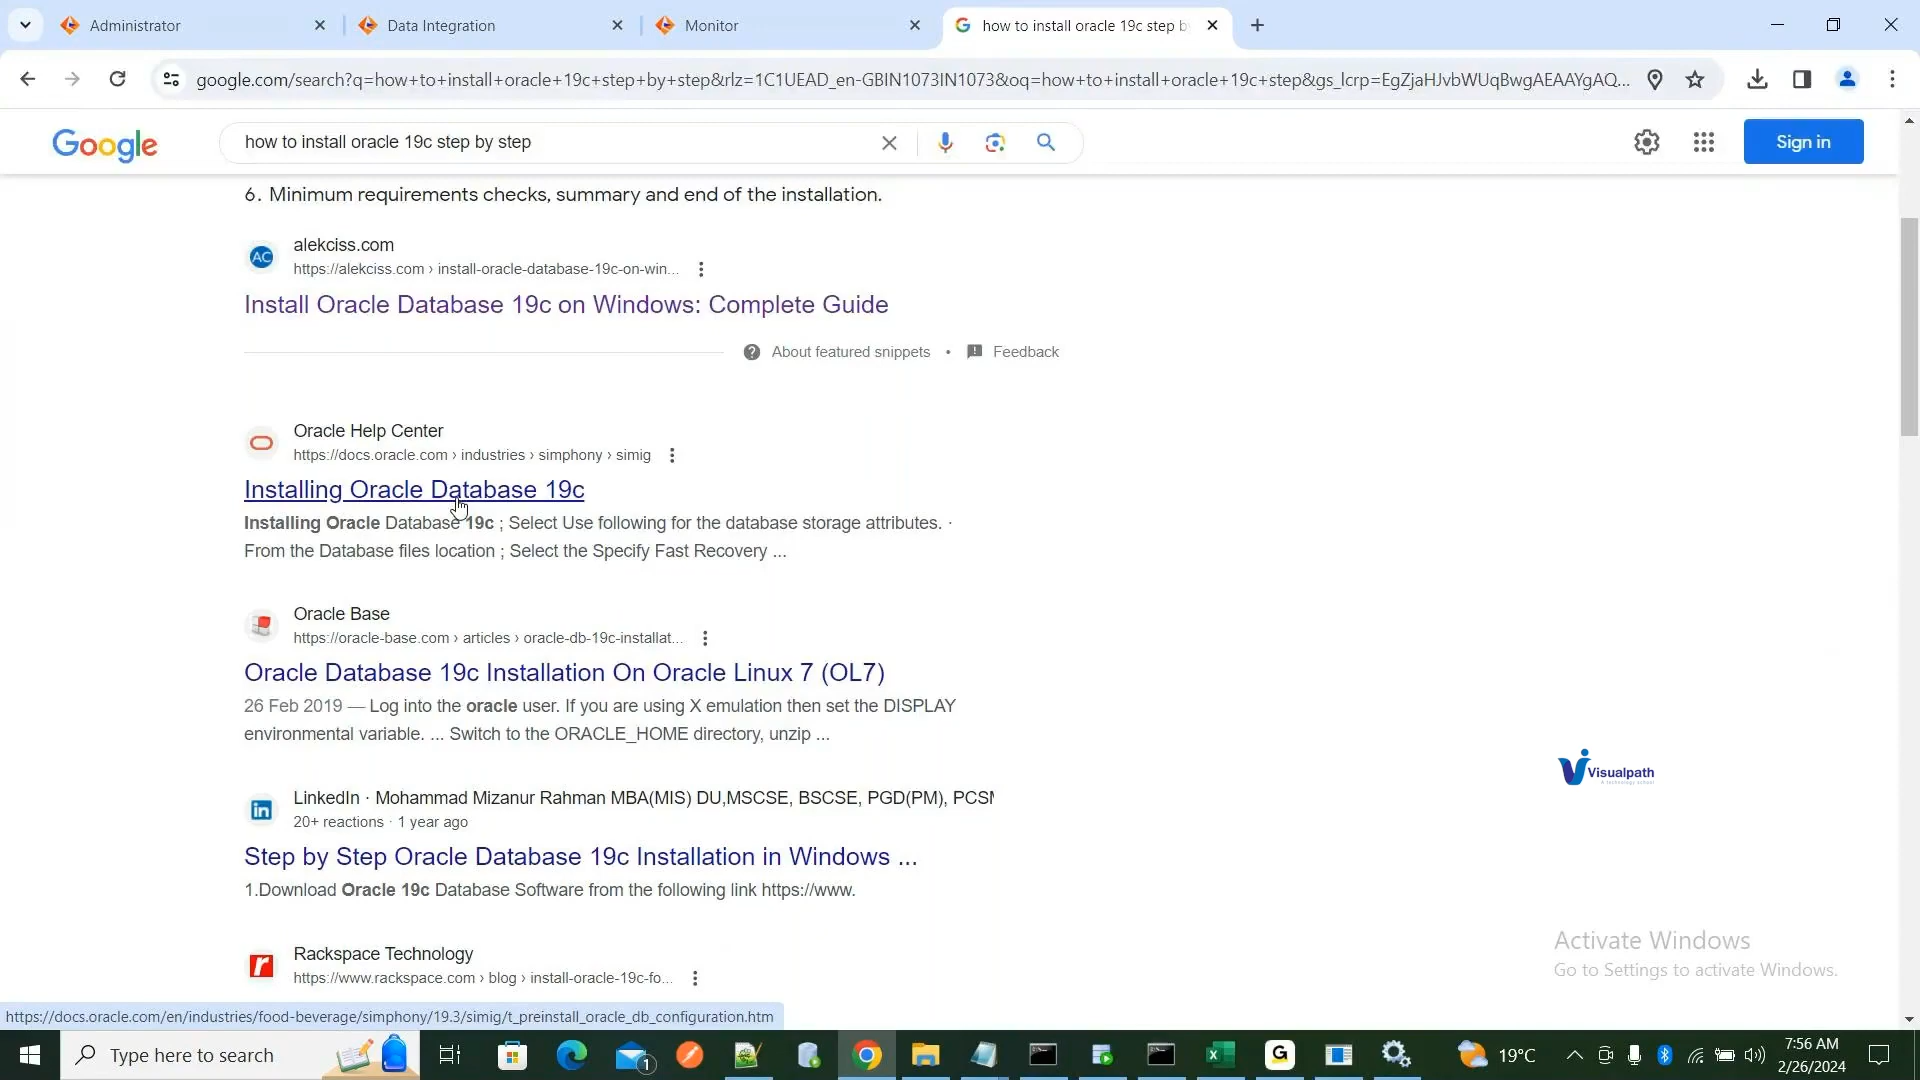 Administrator
Data Integration
Monitor
how to install oracle 19c step b
google.com/search?q=how+to+install+oracle+19c+step+by+step&rlz=1C1UEAD_en-GBIN1073IN1073&oq=how+to+install+oracle+19c+step&gs_lcrp=EgZjaHJvbWUqBwgAEAAYgAQ...
Google
how to install oracle 19c step by step
Sign in
6. Minimum requirements checks, summary and end of the installation.
AC
alekciss.com
https://alekciss.com › install-oracle-database-19c-on-win...
Install Oracle Database 19c on Windows: Complete Guide
About featured snippets • Feedback
Oracle Help Center
https://docs.oracle.com › industries › simphony › simig
Installing Oracle Database 19c
Installing Oracle Database 19c ; Select Use following for the database storage attributes. ·
From the Database files location ; Select the Specify Fast Recovery ...
Oracle Base
https://oracle-base.com › articles › oracle-db-19c-installat...
Oracle Database 19c Installation On Oracle Linux 7 (OL7)
26 Feb 2019 — Log into the oracle user. If you are using X emulation then set the DISPLAY
environmental variable. ... Switch to the ORACLE_HOME directory, unzip ...
Visualpath
in
LinkedIn · Mohammad Mizanur Rahman MBA(MIS) DU,MSCSE, BSCSE, PGD(PM), PCSM
20+ reactions · 1 year ago
Step by Step Oracle Database 19c Installation in Windows ...
1.Download Oracle 19c Database Software from the following link https://www.
Rackspace Technology
https://www.rackspace.com › blog › install-oracle-19c-fo...
Activate Windows
Go to Settings to activate Windows.
https://docs.oracle.com/en/industries/food-beverage/simphony/19.3/simig/t_preinstall_oracle_db_configuration.htm
Type here to search
1
G
19°C
7:56 AM
2/26/2024